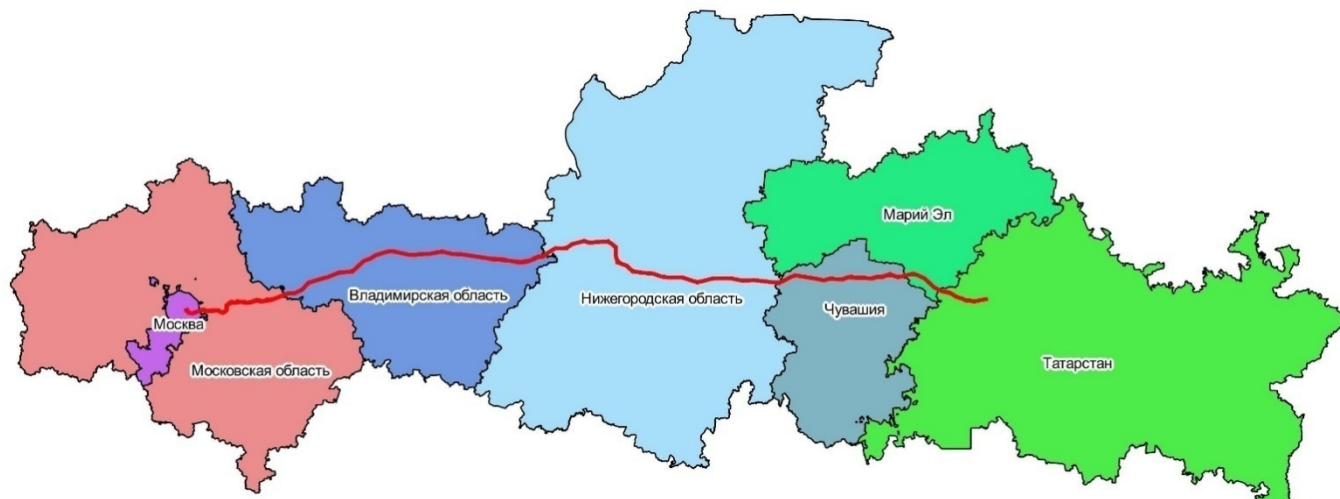 Марий Эл
Владимирская область
Нижегородская область
Чувашия
Москва
Московская область
Татарстан